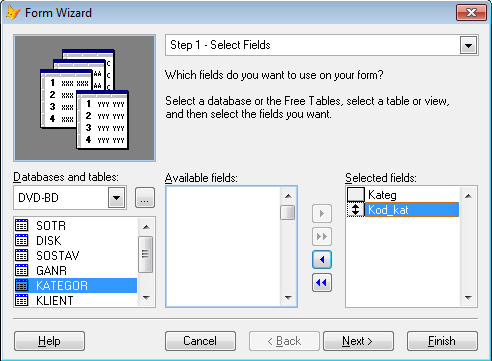 Form Wizard
Step 1 - Select Fields
Which fields do you want to use on your form?
Select a database or the Free Tables, select a table or view,
and then select the fields you want.
Databases and tables:
DVD-BD
...
SOTR
DISK
SOSTAV
GANR
KATEGOR
KLIENT
Available fields:
Selected fields:
Kateg
Kod_kat
Help
Cancel
< Back
Next >
Finish